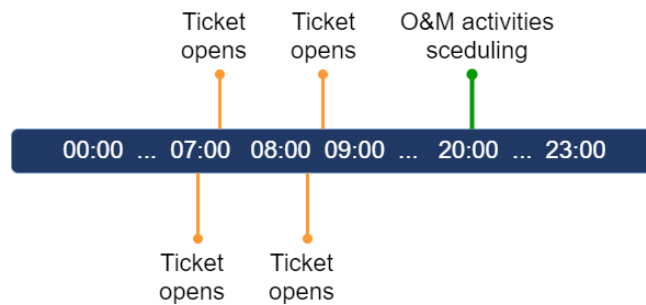 Ticket
opens
Ticket
opens
O&M activities
sceduling
00:00 ... 07:00 08:00 09:00 ... 20:00 ... 23:00
Ticket
opens
Ticket
opens